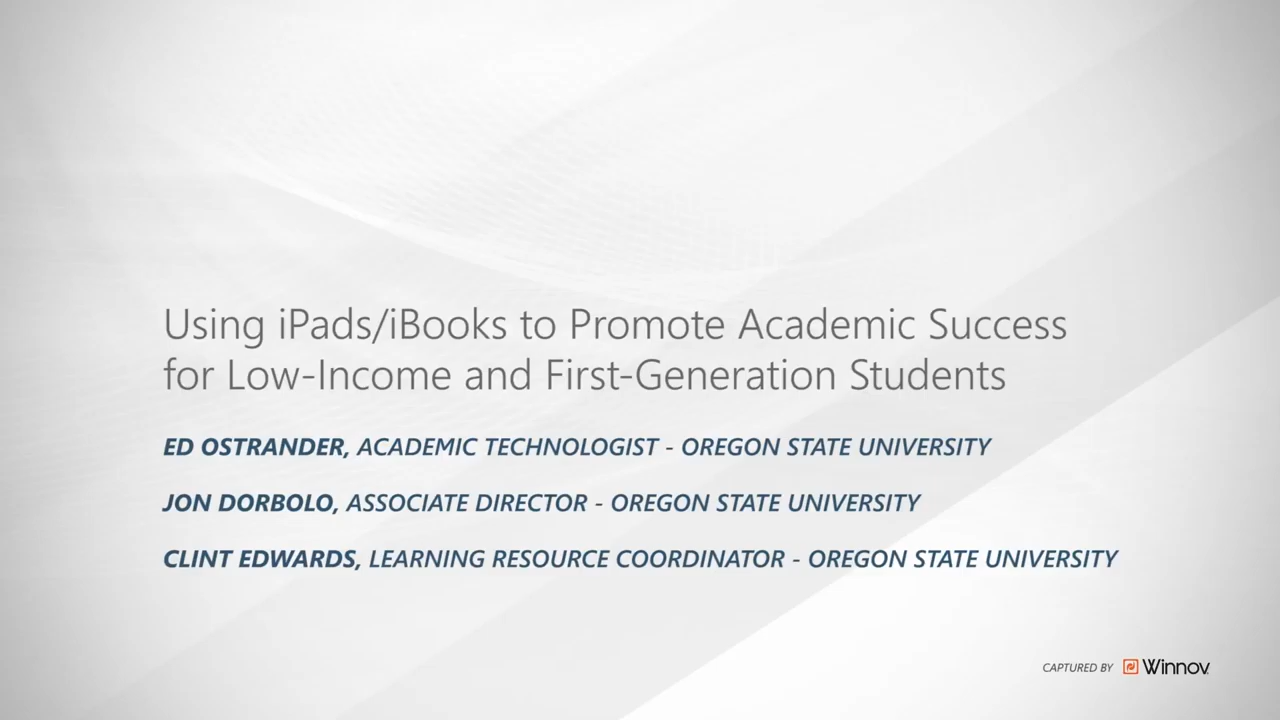 Using iPads/iBooks to Promote Academic Success
for Low-Income and First-Generation Students
ED OSTRANDER, ACADEMIC TECHNOLOGIST - OREGON STATE UNIVERSITY
JON DORBOLO, ASSOCIATE DIRECTOR - OREGON STATE UNIVERSITY
CLINT EDWARDS, LEARNING RESOURCE COORDINATOR - OREGON STATE UNIVERSITY
CAPTURED BY Winnov